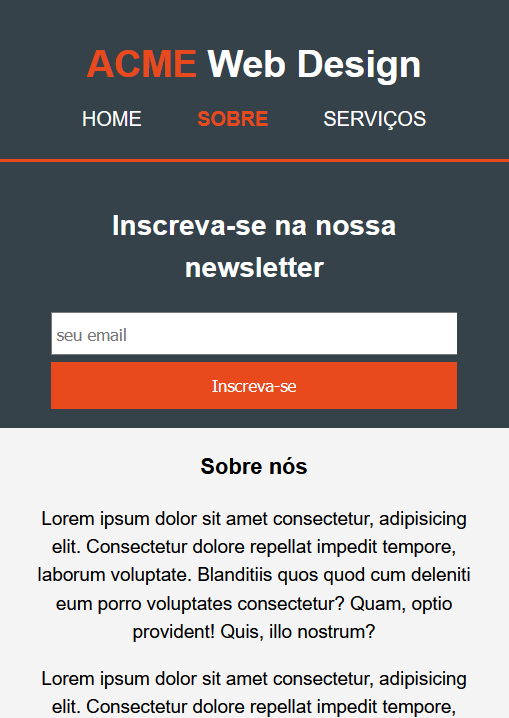 ACME Web Design
HOME SOBRE SERVIÇOS
Inscreva-se na nossa
newsletter
seu email
Inscreva-se
Sobre nós
Lorem ipsum dolor sit amet consectetur, adipisicing
elit. Consectetur dolore repellat impedit tempore,
laborum voluptate. Blanditiis quos quod cum deleniti
eum porro voluptates consectetur? Quam, optio
provident! Quis, illo nostrum?
Lorem ipsum dolor sit amet consectetur, adipisicing
elit. Consectetur dolore repellat impedit tempore,